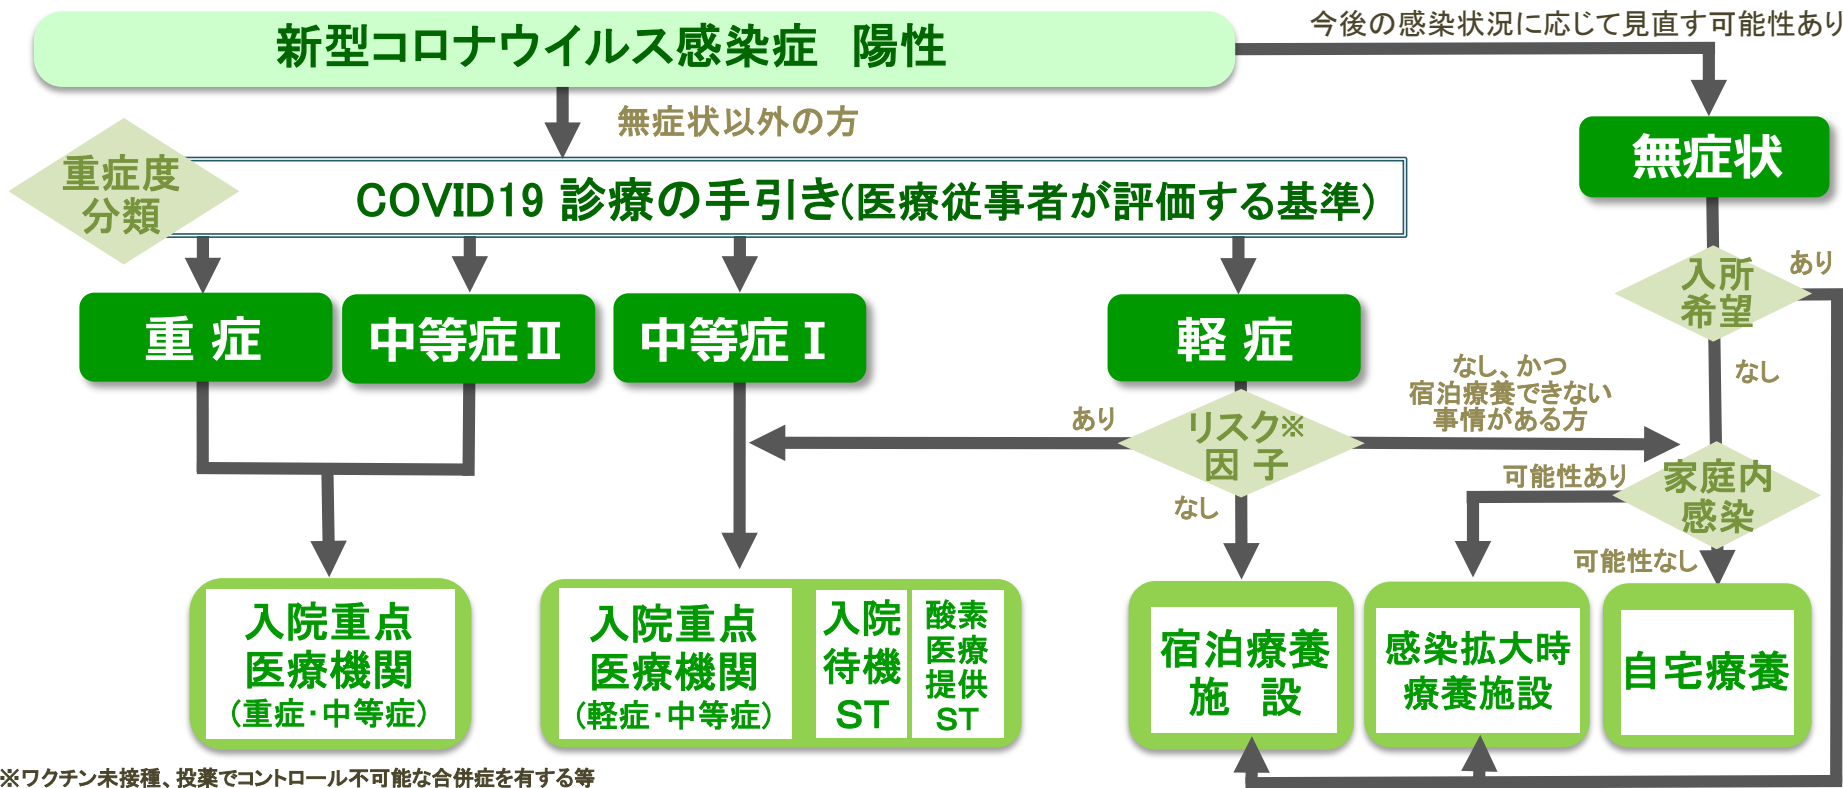 今後の感染状況に応じて見直す可能性あり
新型コロナウイルス感染症　陽性
無症状以外の方
無症状
重症度
分類
COVID19 診療の手引き(医療従事者が評価する基準)
入所
希望
あり
なし
重 症
中等症Ⅱ
中等症Ⅰ
軽 症
なし、かつ
宿泊療養できない
事情がある方
あり
リスク※
因 子
なし
可能性あり
家庭内
感染
可能性なし
入院重点
医療機関
(重症・中等症)
入院重点
医療機関
(軽症・中等症)
入院
待機
ST
酸素
医療
提供
ST
宿泊療養
施　設
感染拡大時
療養施設
自宅療養
※ワクチン未接種、投薬でコントロール不可能な合併症を有する等